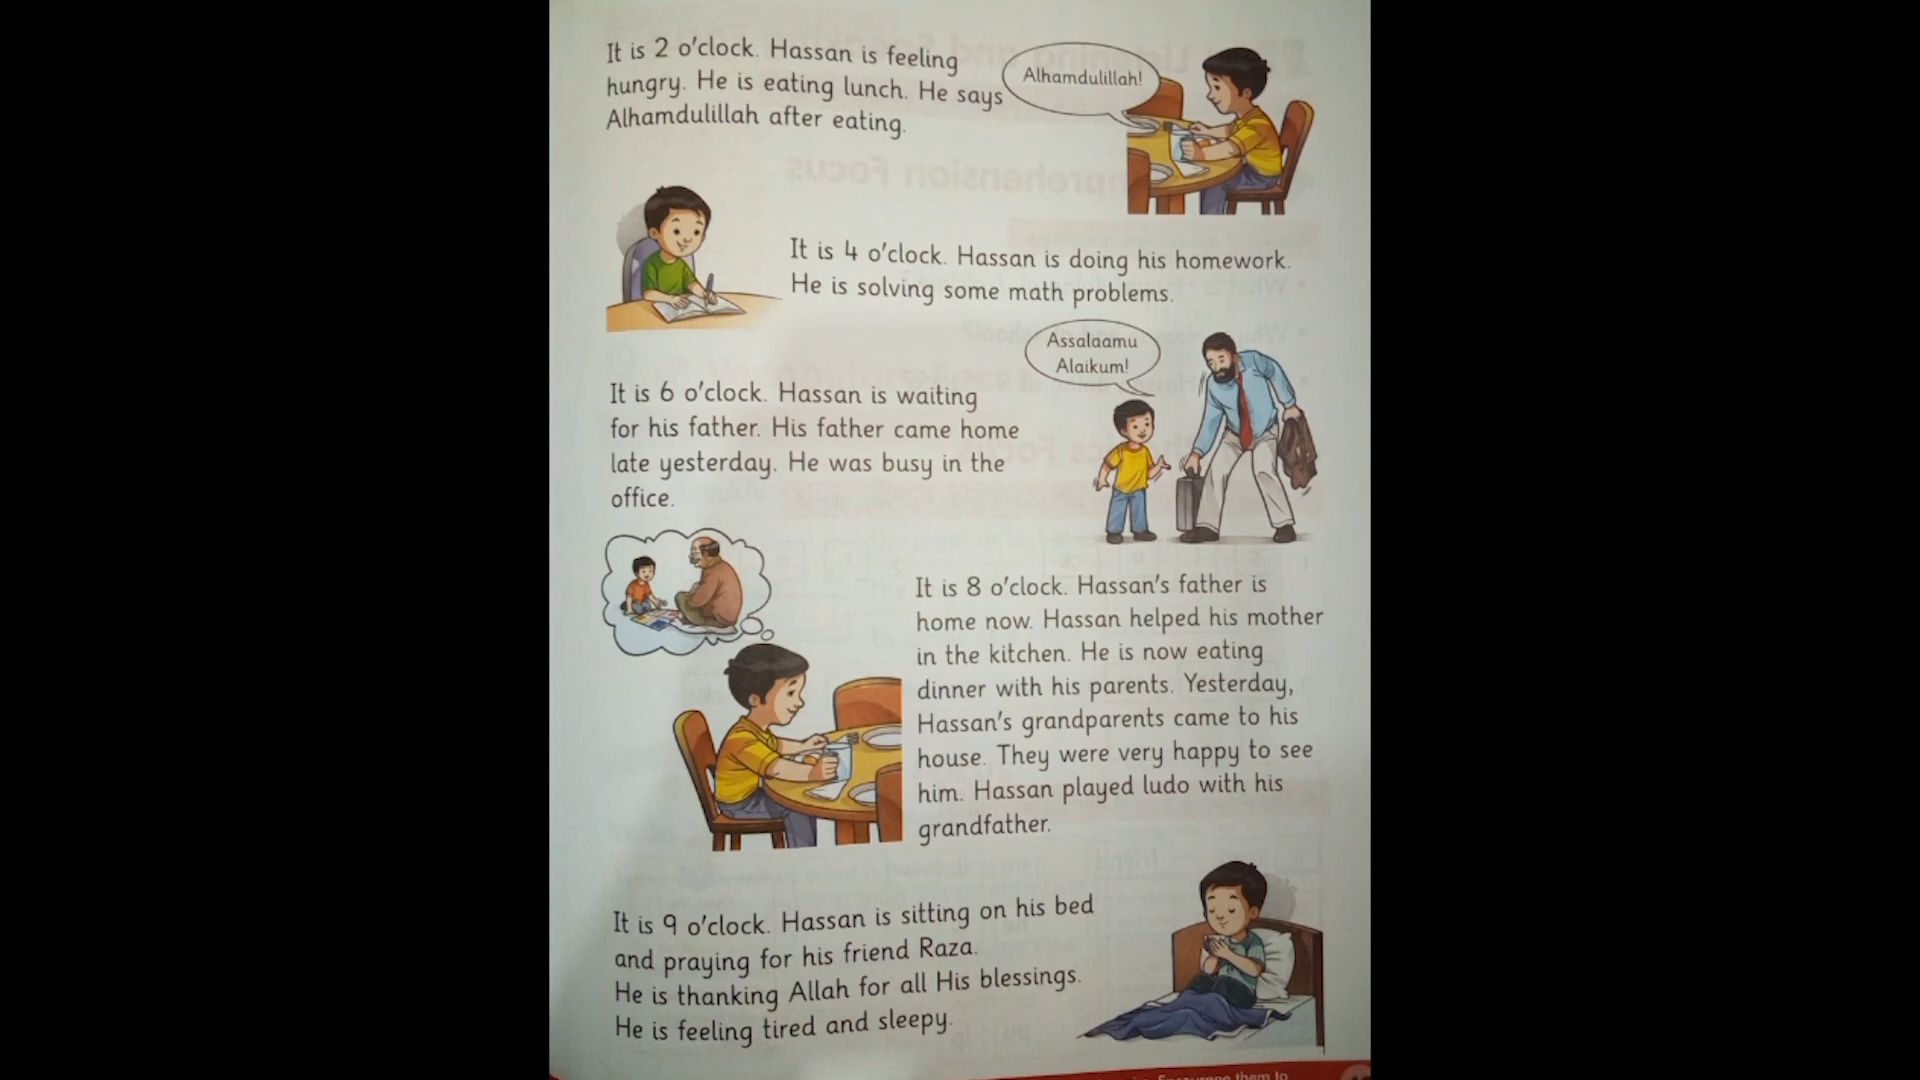 It is 2 o'clock. Hassan is feeling
hungry. He is eating lunch. He says
Alhamdulillah after eating.
Alhamdulillah!
It is 4 o'clock. Hassan is doing his homework.
He is solving some math problems.
Assalaamu
Alaikum!
It is 6 o'clock. Hassan is waiting
for his father. His father came home
late yesterday. He was busy in the
office.
It is 8 o'clock. Hassan's father is
home now. Hassan helped his mother
in the kitchen. He is now eating
dinner with his parents. Yesterday,
Hassan's grandparents came to his
house. They were very happy to see
him. Hassan played ludo with his
grandfather.
It is 9 o'clock. Hassan is sitting on his bed
and praying for his friend Raza.
He is thanking Allah for all His blessings.
He is feeling tired and sleepy.
Encourage them to